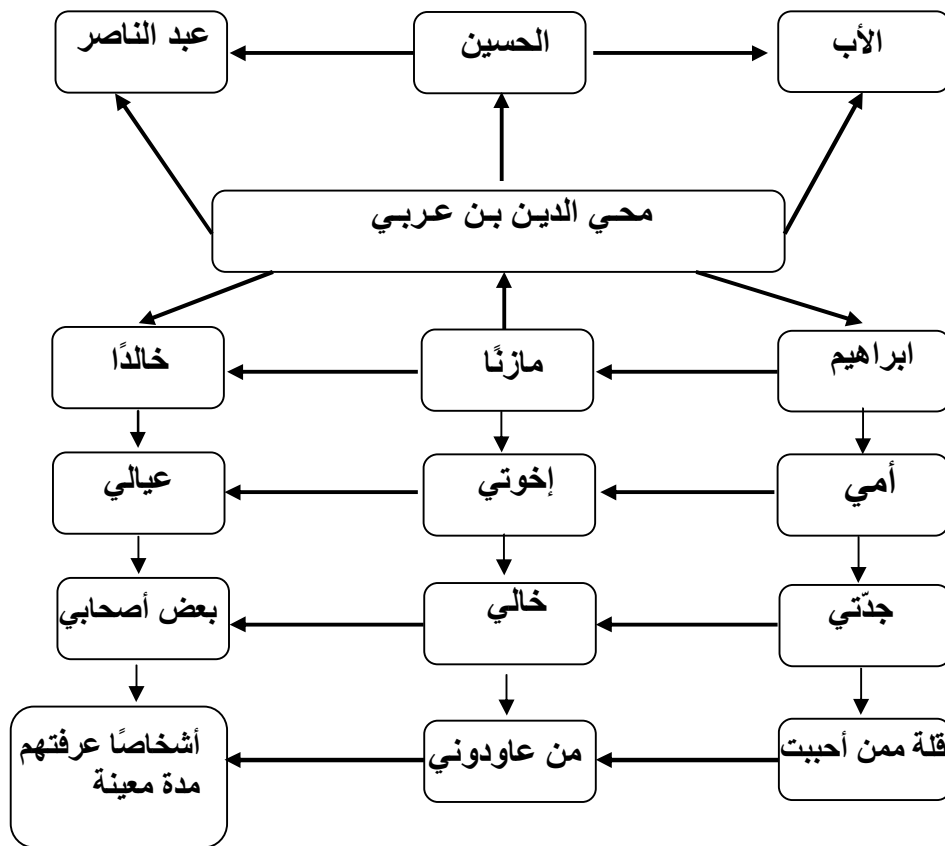 الأب
الحسين
عبد الناصر
محي الدين بن عربي
ابراهيم
مازنًا
خالدًا
أمي
إخوتي
عيالي
جدّتي
خالي
بعض أصحابي
قلة ممن أحببت
من عاودوني
أشخاصًا عرفتهم
مدة معينة